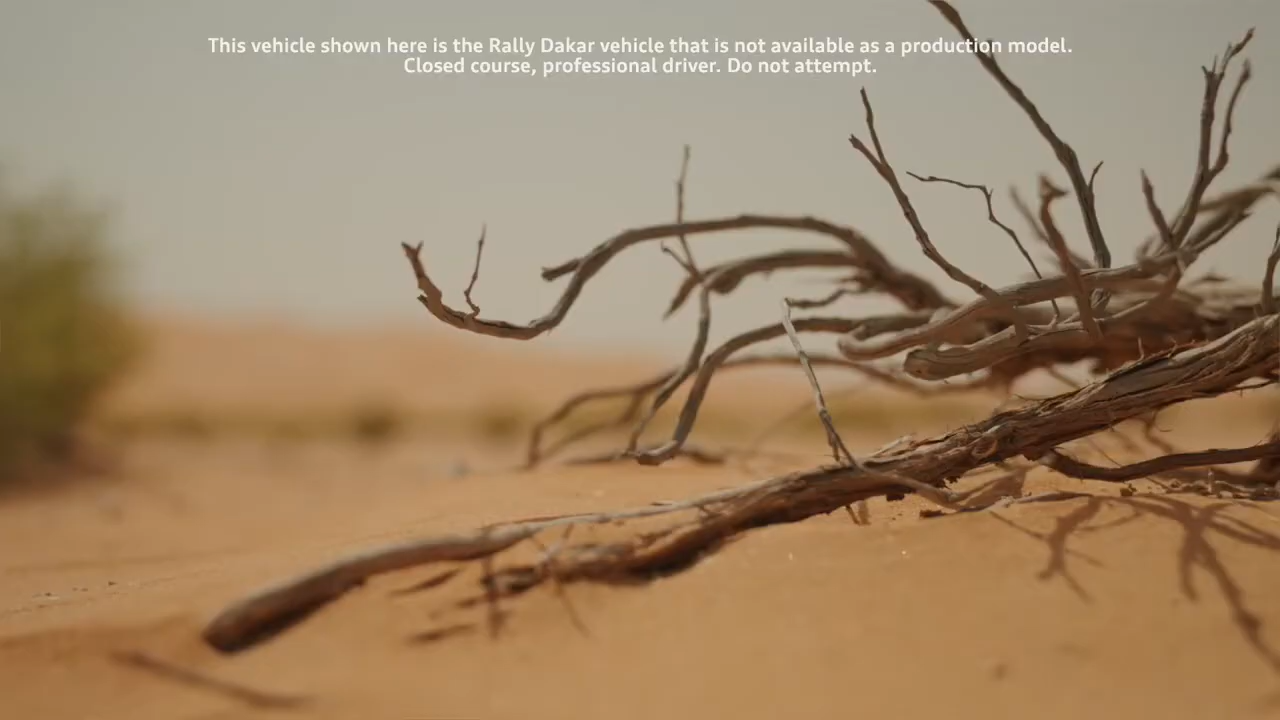 This vehicle shown here is the Rally Dakar vehicle that is not available as a production model.
Closed course, professional driver. Do not attempt.